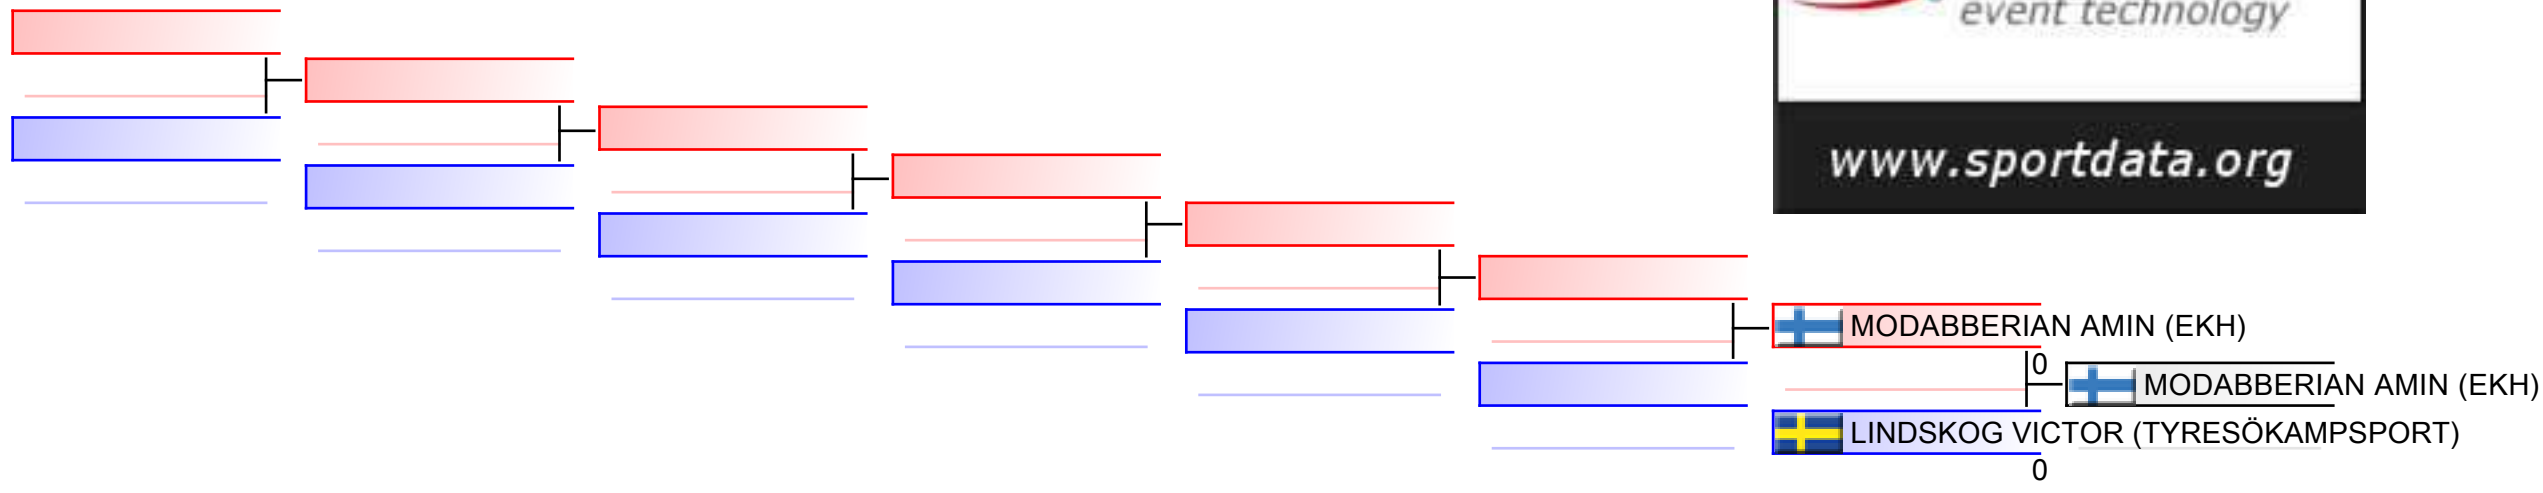 event technology
www.sportdata.org
MODABBERIAN AMIN (EKH)
0
MODABBERIAN AMIN (EKH)
LINDSKOG VICTOR (TYRESÖKAMPSPORT)
0